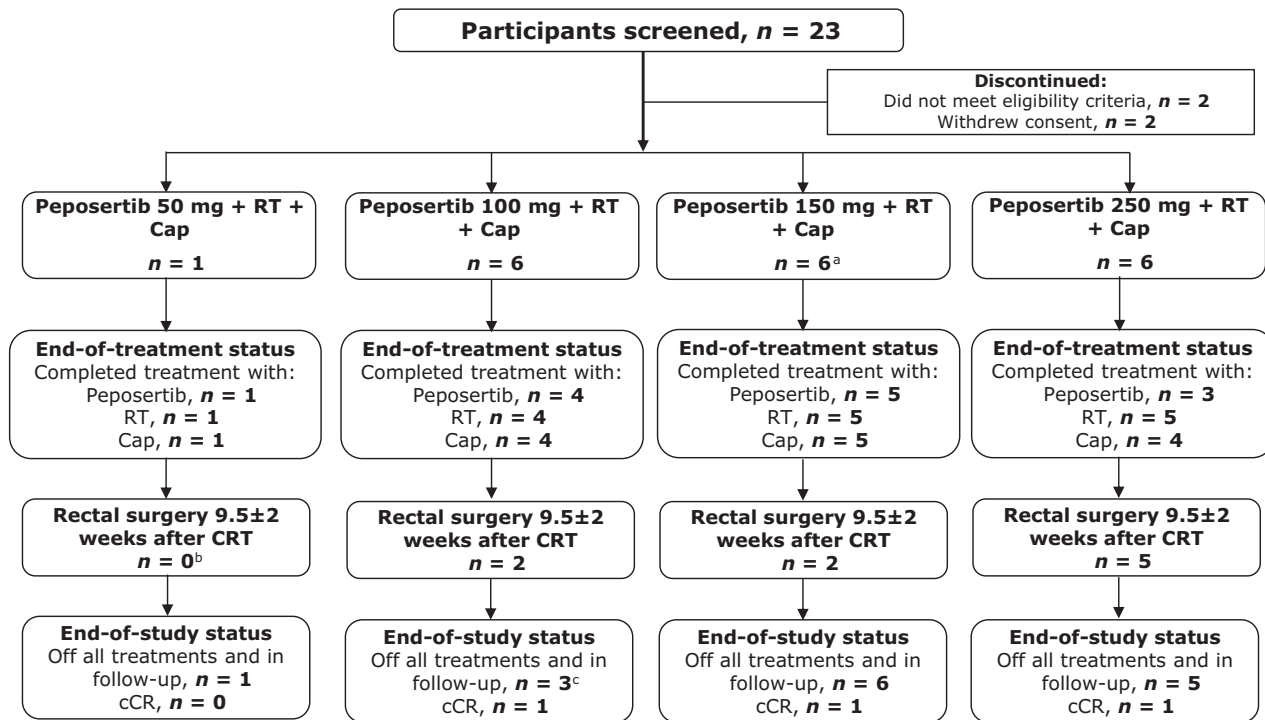 Participants screened, n = 23
Discontinued:
Did not meet eligibility criteria, n = 2
Withdrew consent, n = 2
Peposertib 50 mg + RT +
Cap
n = 1
Peposertib 100 mg + RT
+ Cap
n = 6
Peposertib 150 mg + RT
+ Cap
n = 6a
Peposertib 250 mg + RT
+ Cap
n = 6
End-of-treatment status
Completed treatment with:
Peposertib, n = 1
RT, n = 1
Cap, n = 1
End-of-treatment status
Completed treatment with:
Peposertib, n = 4
RT, n = 4
Cap, n = 4
End-of-treatment status
Completed treatment with:
Peposertib, n = 5
RT, n = 5
Cap, n = 5
End-of-treatment status
Completed treatment with:
Peposertib, n = 3
RT, n = 5
Cap, n = 4
Rectal surgery 9.5±2
weeks after CRT
n = 0b
Rectal surgery 9.5±2
weeks after CRT
n = 2
Rectal surgery 9.5±2
weeks after CRT
n = 2
Rectal surgery 9.5±2
weeks after CRT
n = 5
End-of-study status
Off all treatments and in
follow-up, n = 1
cCR, n = 0
End-of-study status
Off all treatments and in
follow-up, n = 3c
cCR, n = 1
End-of-study status
Off all treatments and in
follow-up, n = 6
cCR, n = 1
End-of-study status
Off all treatments and in
follow-up, n = 5
cCR, n = 1